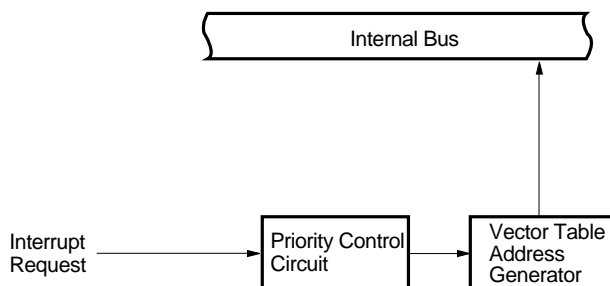 Internal Bus
Interrupt
Request
Priority Control
Circuit
Vector Table
Address
Generator